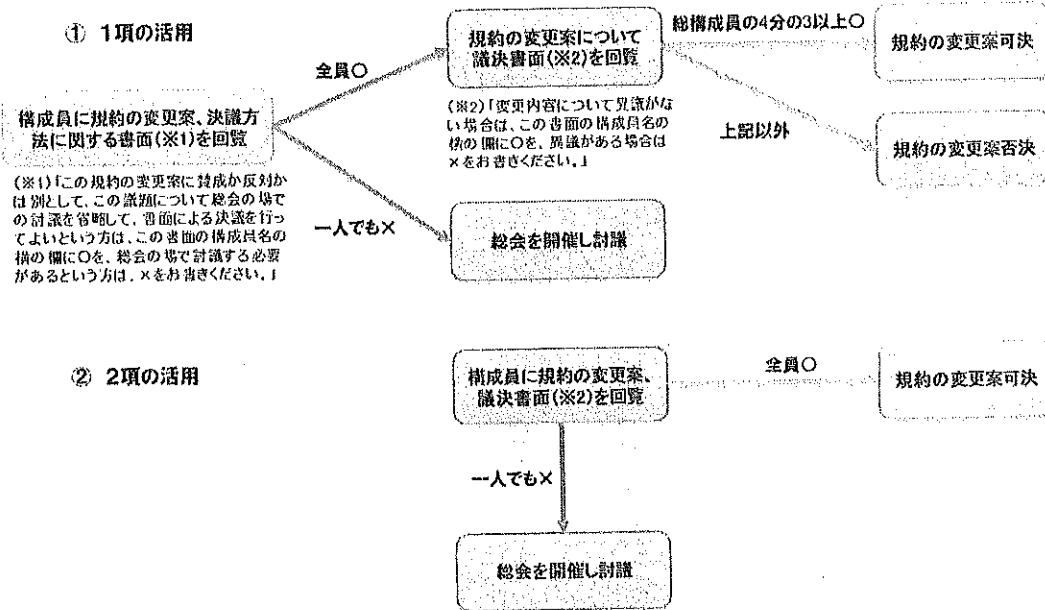 ① 1項の活用
構成員に規約の変更案、決議方
法に関する書面(※1)を回覧
(※1)「この規約の変更案に賛成か反対か
は別として、この議題について総会の場で
の討議を省略して、書面による決議を行っ
てよいという方は、この書面の構成員名の
横の欄に○を、総会の場で討議する必要
があるという方は、×をお書きください。」
全員○
規約の変更案について
議決書面(※2)を回覧
(※2)「変更内容について異議がな
い場合は、この書面の構成員名の
横の欄に○を、異議がある場合は
×をお書きください。」
総構成員の4分の3以上○
規約の変更案可決
上記以外
規約の変更案否決
一人でも×
総会を開催し討議
② 2項の活用
構成員に規約の変更案、
議決書面(※2)を回覧
全員○
規約の変更案可決
一人でも×
総会を開催し討議